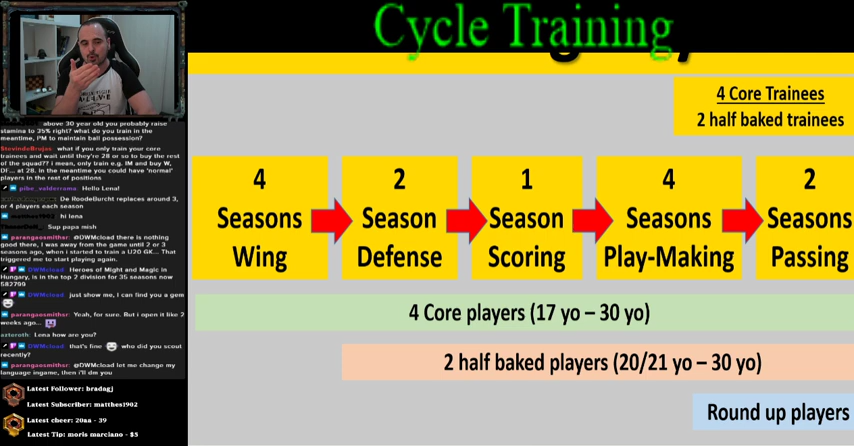 Cycle Training
4 Core Trainees
2 half baked trainees
4
Seasons
Wing
2
Season
Defense
1
Season
Scoring
4
Seasons
Play-Making
2
Seasons
Passing
4 Core players (17 yo – 30 yo)
2 half baked players (20/21 yo – 30 yo)
Round up players
above 30 year old you probably raise
stamina to 35% right? what do you train in the
meantime, I'M to maintain ball possession?
StevindeBrujas: what if you only train your core
trainees and wait until they're 28 or so to buy the rest
of the squad?? i mean, only train e.g. IM and buy W,
DF... at 28. In the meantime you could have 'normal'
players in the rest of positions
pibe_valderrama: Hello Lena!
De RoodeBurcht replaces around 3,
or 4 players each season
matthes1902: hi lena
Sup papa mish
parangaosmithsr: @DWMcloud there is nothing
good there, I was away from the game until 2 or 3
seasons ago, when i started to train a U20 GK... That
triggered me to start playing again.
DWMcloud: Heroes of Might and Magic is
Hungary, is in the top 2 division for 35 seasons now
582799
DWMcloud: just show me, I can find you a gem
parangaosmithsr: Yeah, for sure. But i open it like 2
weeks ago...
azteroth: Lena how are you?
DWMcloud: that's fine who did you scout
recently?
parangaosmithsr: @DWMcloud let me change my
language ingame, then i'll dm you
Latest Follower: bradagj
Latest Subscriber: matthes1902
Latest cheer: 20aa - 39
Latest Tip: moris marciano - $5